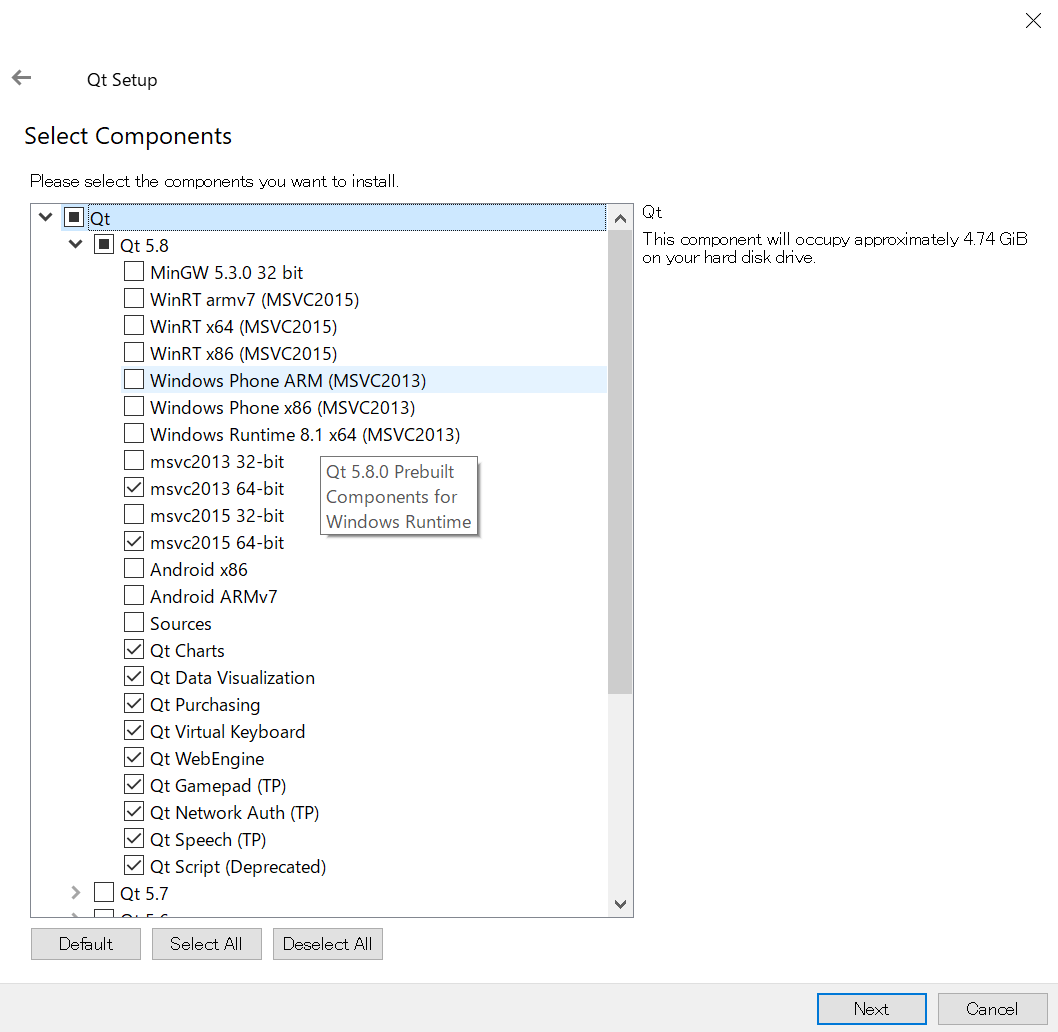 Qt Setup
Select Components
Please select the components you want to install.
Qt
Qt 5.8
MinGW 5.3.0 32 bit
WinRT armv7 (MSVC2015)
WinRT x64 (MSVC2015)
WinRT x86 (MSVC2015)
Windows Phone ARM (MSVC2013)
Windows Phone x86 (MSVC2013)
Windows Runtime 8.1 x64 (MSVC2013)
msvc2013 32-bit
msvc2013 64-bit
msvc2015 32-bit
msvc2015 64-bit
Android x86
Android ARMv7
Sources
Qt Charts
Qt Data Visualization
Qt Purchasing
Qt Virtual Keyboard
Qt WebEngine
Qt Gamepad (TP)
Qt Network Auth (TP)
Qt Speech (TP)
Qt Script (Deprecated)
Qt 5.7
Qt 5.8.0 Prebuilt
Components for
Windows Runtime
Qt
This component will occupy approximately 4.74 GiB
on your hard disk drive.
Default
Select All
Deselect All
Next
Cancel